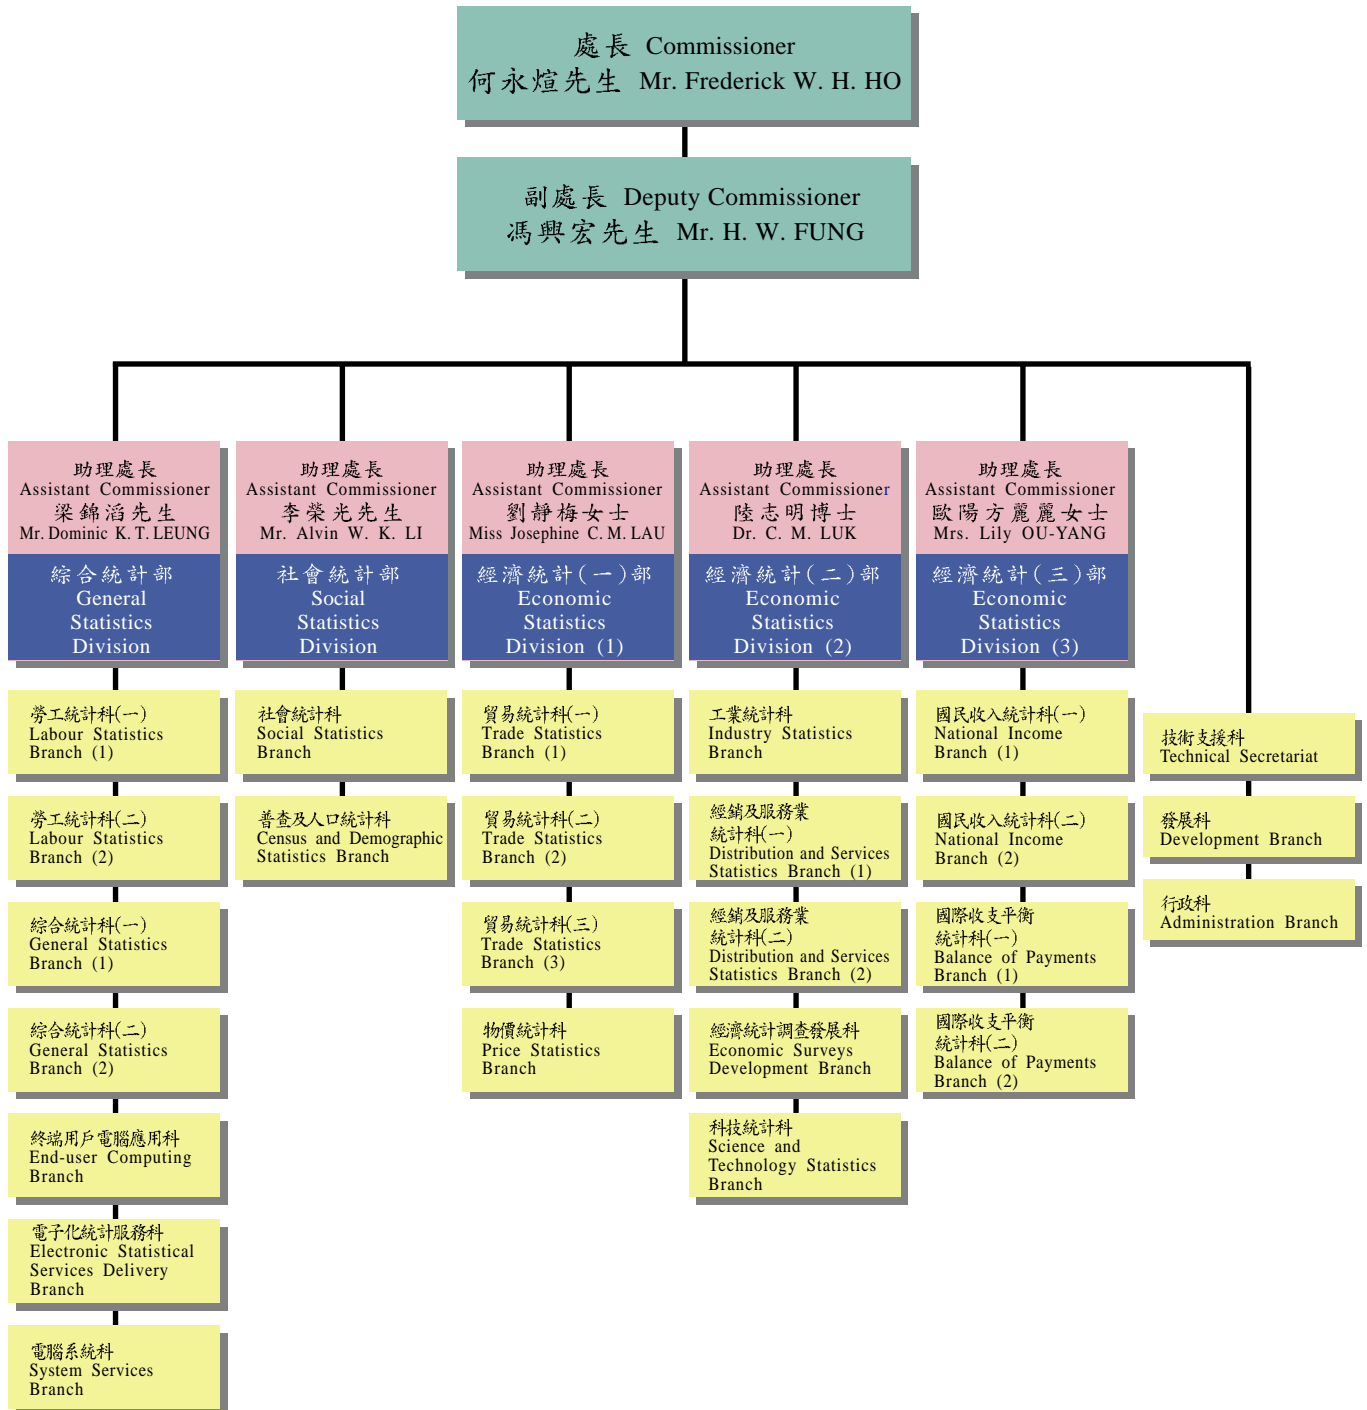 處長 Commissioner
何永煊先生 Mr. Frederick W. H. HO
副處長 Deputy Commissioner
馮興宏先生 Mr. H. W. FUNG
助理處長
Assistant Commissioner
梁錦滔先生
Mr. Dominic K. T. LEUNG
綜合統計部
General
Statistics
Division
勞工統計科(一)
Labour Statistics
Branch (1)
勞工統計科(二)
Labour Statistics
Branch (2)
綜合統計科(一)
General Statistics
Branch (1)
綜合統計科(二)
General Statistics
Branch (2)
終端用戶電腦應用科
End-user Computing
Branch
電子化統計服務科
Electronic Statistical
Services Delivery
Branch
電腦系統科
System Services
Branch
助理處長
Assistant Commissioner
李榮光先生
Mr. Alvin W. K. LI
社會統計部
Social
Statistics
Division
社會統計科
Social Statistics
Branch
普查及人口統計科
Census and Demographic
Statistics Branch
助理處長
Assistant Commissioner
劉靜梅女士
Miss Josephine C. M. LAU
經濟統計(一)部
Economic
Statistics
Division (1)
貿易統計科(一)
Trade Statistics
Branch (1)
貿易統計科(二)
Trade Statistics
Branch (2)
貿易統計科(三)
Trade Statistics
Branch (3)
物價統計科
Price Statistics
Branch
助理處長
Assistant Commissioner
陸志明博士
Dr. C. M. LUK
經濟統計(二)部
Economic
Statistics
Division (2)
工業統計科
Industry Statistics
Branch
經銷及服務業
統計科(一)
Distribution and Services
Statistics Branch (1)
經銷及服務業
統計科(二)
Distribution and Services
Statistics Branch (2)
經濟統計調查發展科
Economic Surveys
Development Branch
科技統計科
Science and
Technology Statistics
Branch
助理處長
Assistant Commissioner
歐陽方麗麗女士
Mrs. Lily OU-YANG
經濟統計(三)部
Economic
Statistics
Division (3)
國民收入統計科(一)
National Income
Branch (1)
國民收入統計科(二)
National Income
Branch (2)
國際收支平衡
統計科(一)
Balance of Payments
Branch (1)
國際收支平衡
統計科(二)
Balance of Payments
Branch (2)
技術支援科
Technical Secretariat
發展科
Development Branch
行政科
Administration Branch